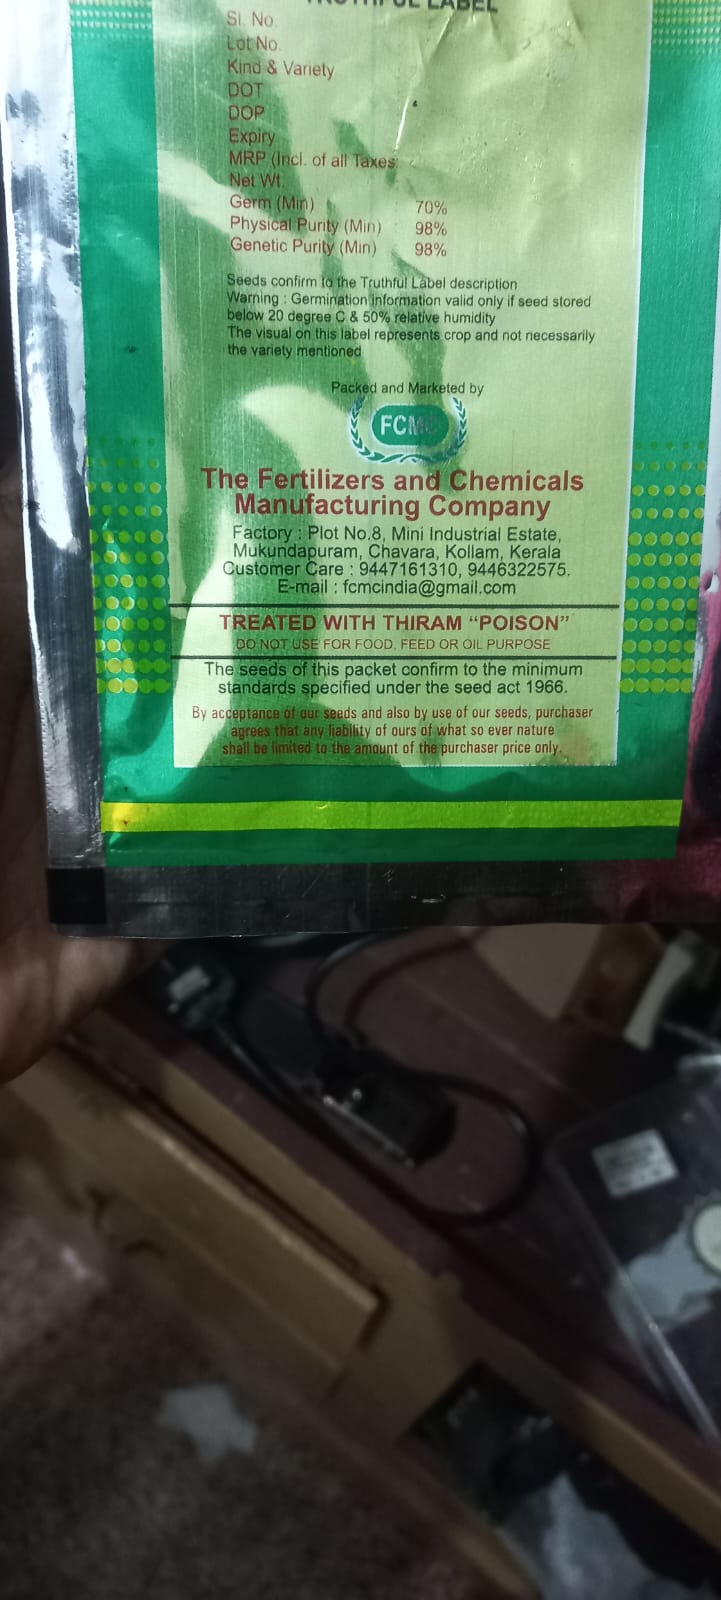 TRUTHFUL LABEL
Sl. No.
Lot No.
Kind & Variety
DOT
DOP
Expiry
MRP (Incl. of all Taxes)
Net Wt.
Germ (Min) : 70%
Physical Purity (Min) : 98%
Genetic Purity (Min) : 98%
Seeds confirm to the Truthful Label description
Warning : Germination information valid only if seed stored
below 20 degree C & 50% relative humidity
The visual on this label represents crop and not necessarily
the variety mentioned
Packed and Marketed by
FCMC
The Fertilizers and Chemicals
Manufacturing Company
Factory : Plot No.8, Mini Industrial Estate,
Mukundapuram, Chavara, Kollam, Kerala
Customer Care : 9447161310, 9446322575.
E-mail : fcmcindia@gmail.com
TREATED WITH THIRAM “POISON”
DO NOT USE FOR FOOD, FEED OR OIL PURPOSE
The seeds of this packet confirm to the minimum
standards specified under the seed act 1966.
By acceptance of our seeds and also by use of our seeds, purchaser
agrees that any liability of ours of what so ever nature
shall be limited to the amount of the purchaser price only.